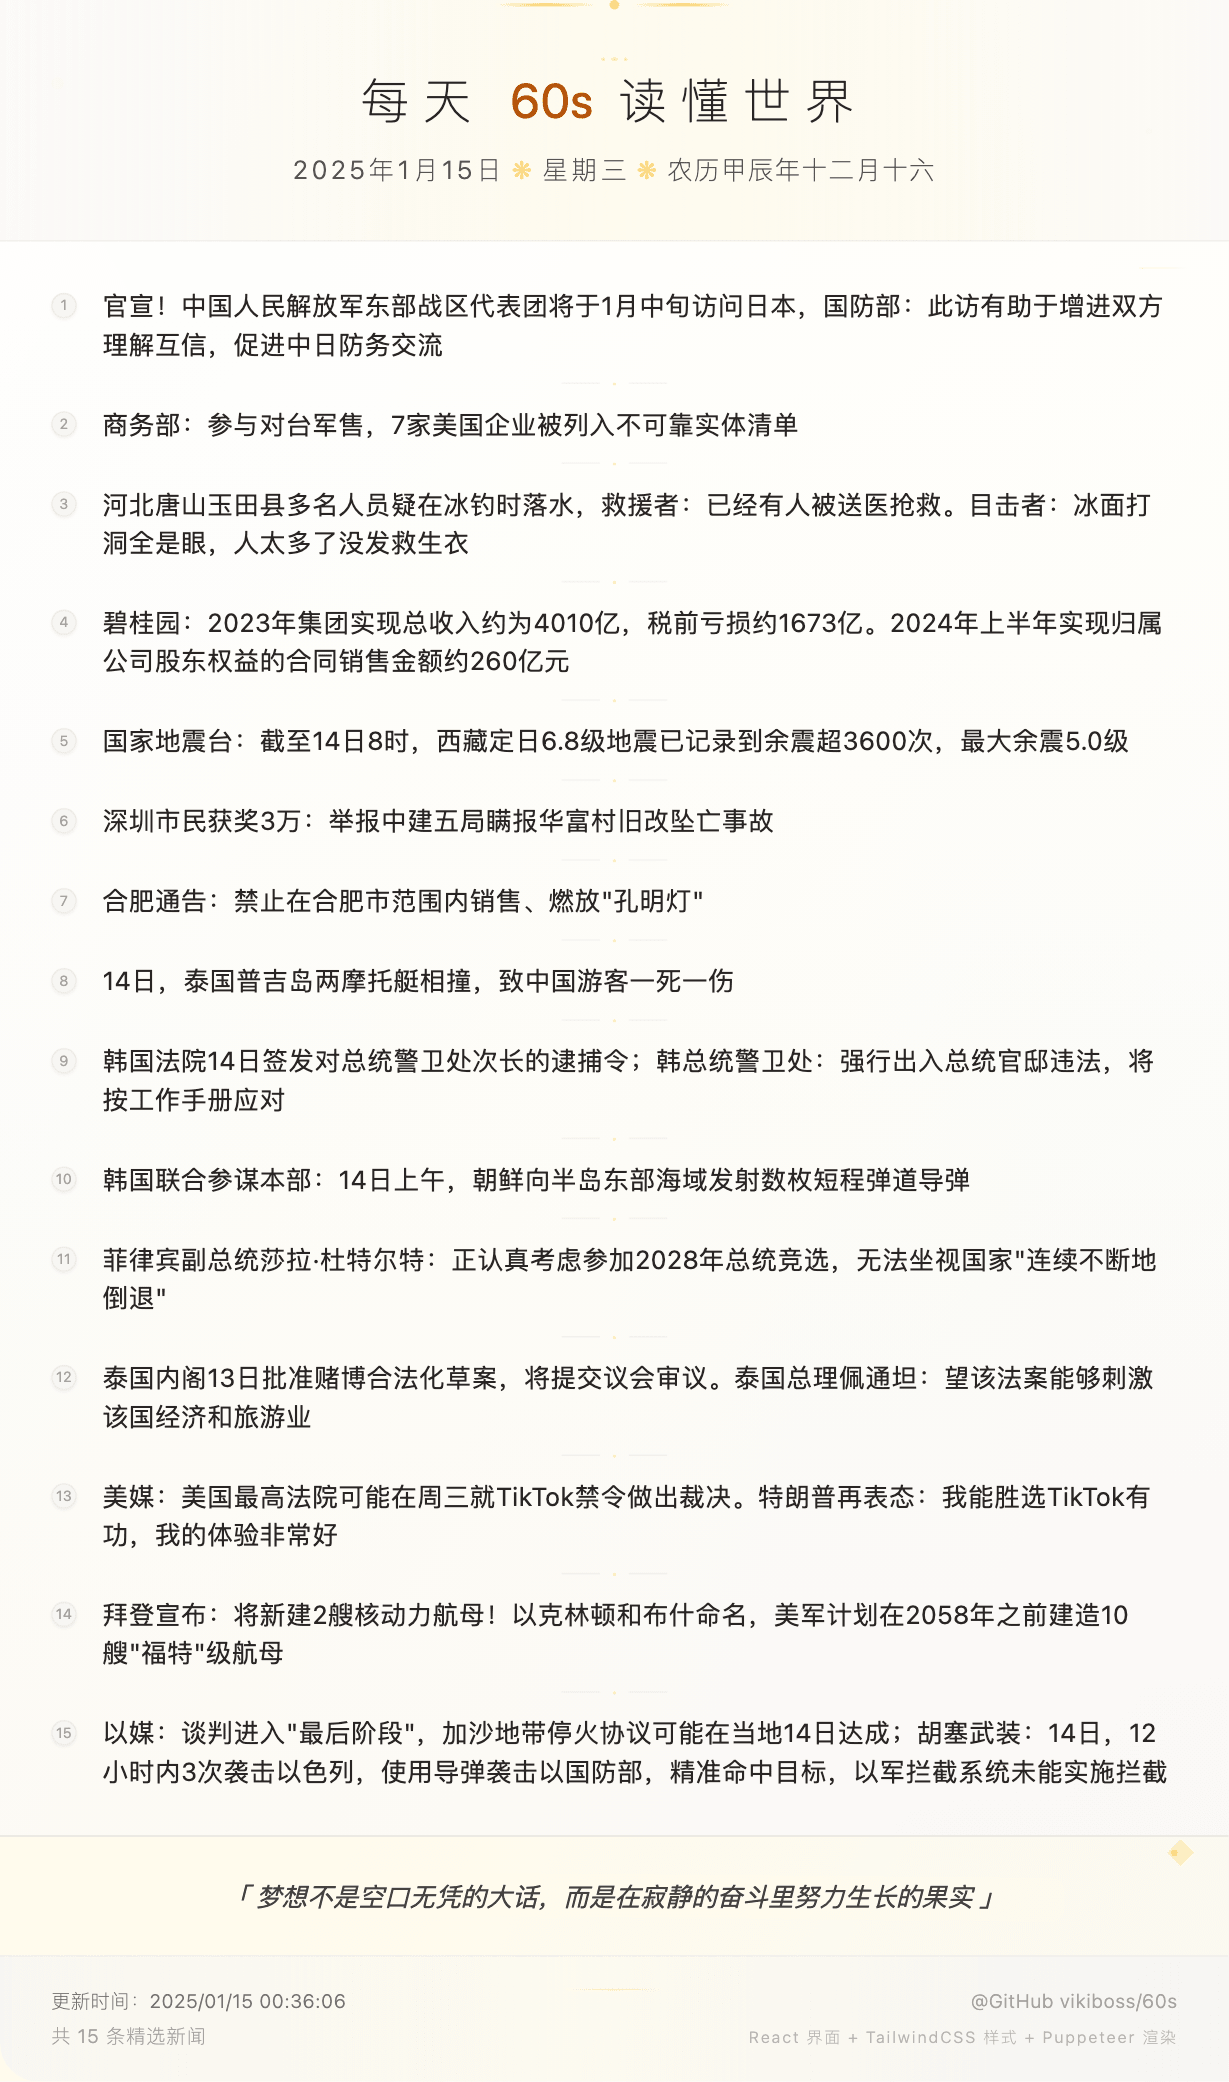 每天 60s 读懂世界
2025年1月15日 ❋ 星期三 ❋ 农历甲辰年十二月十六
1 官宣！中国人民解放军东部战区代表团将于1月中旬访问日本，国防部：此访有助于增进双方
理解互信，促进中日防务交流
2 商务部：参与对台军售，7家美国企业被列入不可靠实体清单
3 河北唐山玉田县多名人员疑在冰钓时落水，救援者：已经有人被送医抢救。目击者：冰面打
洞全是眼，人太多了没发救生衣
4 碧桂园：2023年集团实现总收入约为4010亿，税前亏损约1673亿。2024年上半年实现归属
公司股东权益的合同销售金额约260亿元
5 国家地震台：截至14日8时，西藏定日6.8级地震已记录到余震超3600次，最大余震5.0级
6 深圳市民获奖3万：举报中建五局瞒报华富村旧改坠亡事故
7 合肥通告：禁止在合肥市范围内销售、燃放"孔明灯"
8 14日，泰国普吉岛两摩托艇相撞，致中国游客一死一伤
9 韩国法院14日签发对总统警卫处次长的逮捕令；韩总统警卫处：强行出入总统官邸违法，将
按工作手册应对
10 韩国联合参谋本部：14日上午，朝鲜向半岛东部海域发射数枚短程弹道导弹
11 菲律宾副总统莎拉·杜特尔特：正认真考虑参加2028年总统竞选，无法坐视国家"连续不断地
倒退"
12 泰国内阁13日批准赌博合法化草案，将提交议会审议。泰国总理佩通坦：望该法案能够刺激
该国经济和旅游业
13 美媒：美国最高法院可能在周三就TikTok禁令做出裁决。特朗普再表态：我能胜选TikTok有
功，我的体验非常好
14 拜登宣布：将新建2艘核动力航母！以克林顿和布什命名，美军计划在2058年之前建造10
艘"福特"级航母
15 以媒：谈判进入"最后阶段"，加沙地带停火协议可能在当地14日达成；胡塞武装：14日，12
小时内3次袭击以色列，使用导弹袭击以国防部，精准命中目标，以军拦截系统未能实施拦截
「 梦想不是空口无凭的大话，而是在寂静的奋斗里努力生长的果实 」
更新时间：2025/01/15 00:36:06
@GitHub vikiboss/60s
共 15 条精选新闻
React 界面 + TailwindCSS 样式 + Puppeteer 渲染